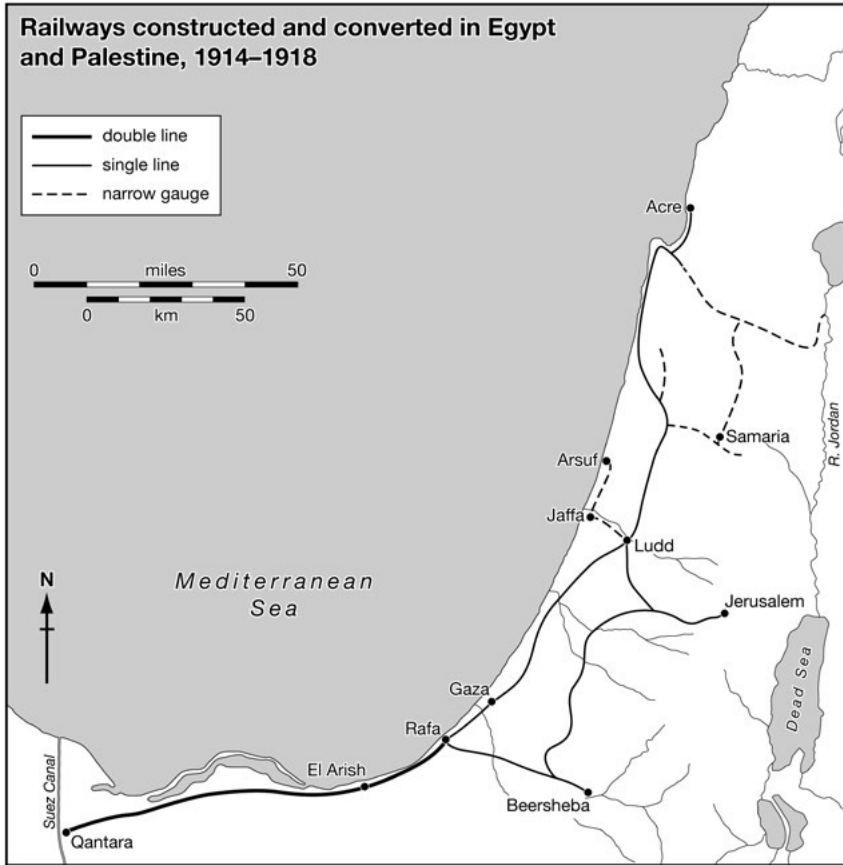 Railways constructed and converted in Egypt
and Palestine, 1914–1918
double line
single line
narrow gauge
0 miles 50
0 km 50
Acre
Samaria
R. Jordan
Arsuf
Jaffa
Ludd
N
Mediterranean
Sea
Jerusalem
Dead Sea
Gaza
Rafa
El Arish
Beersheba
Suez Canal
Qantara